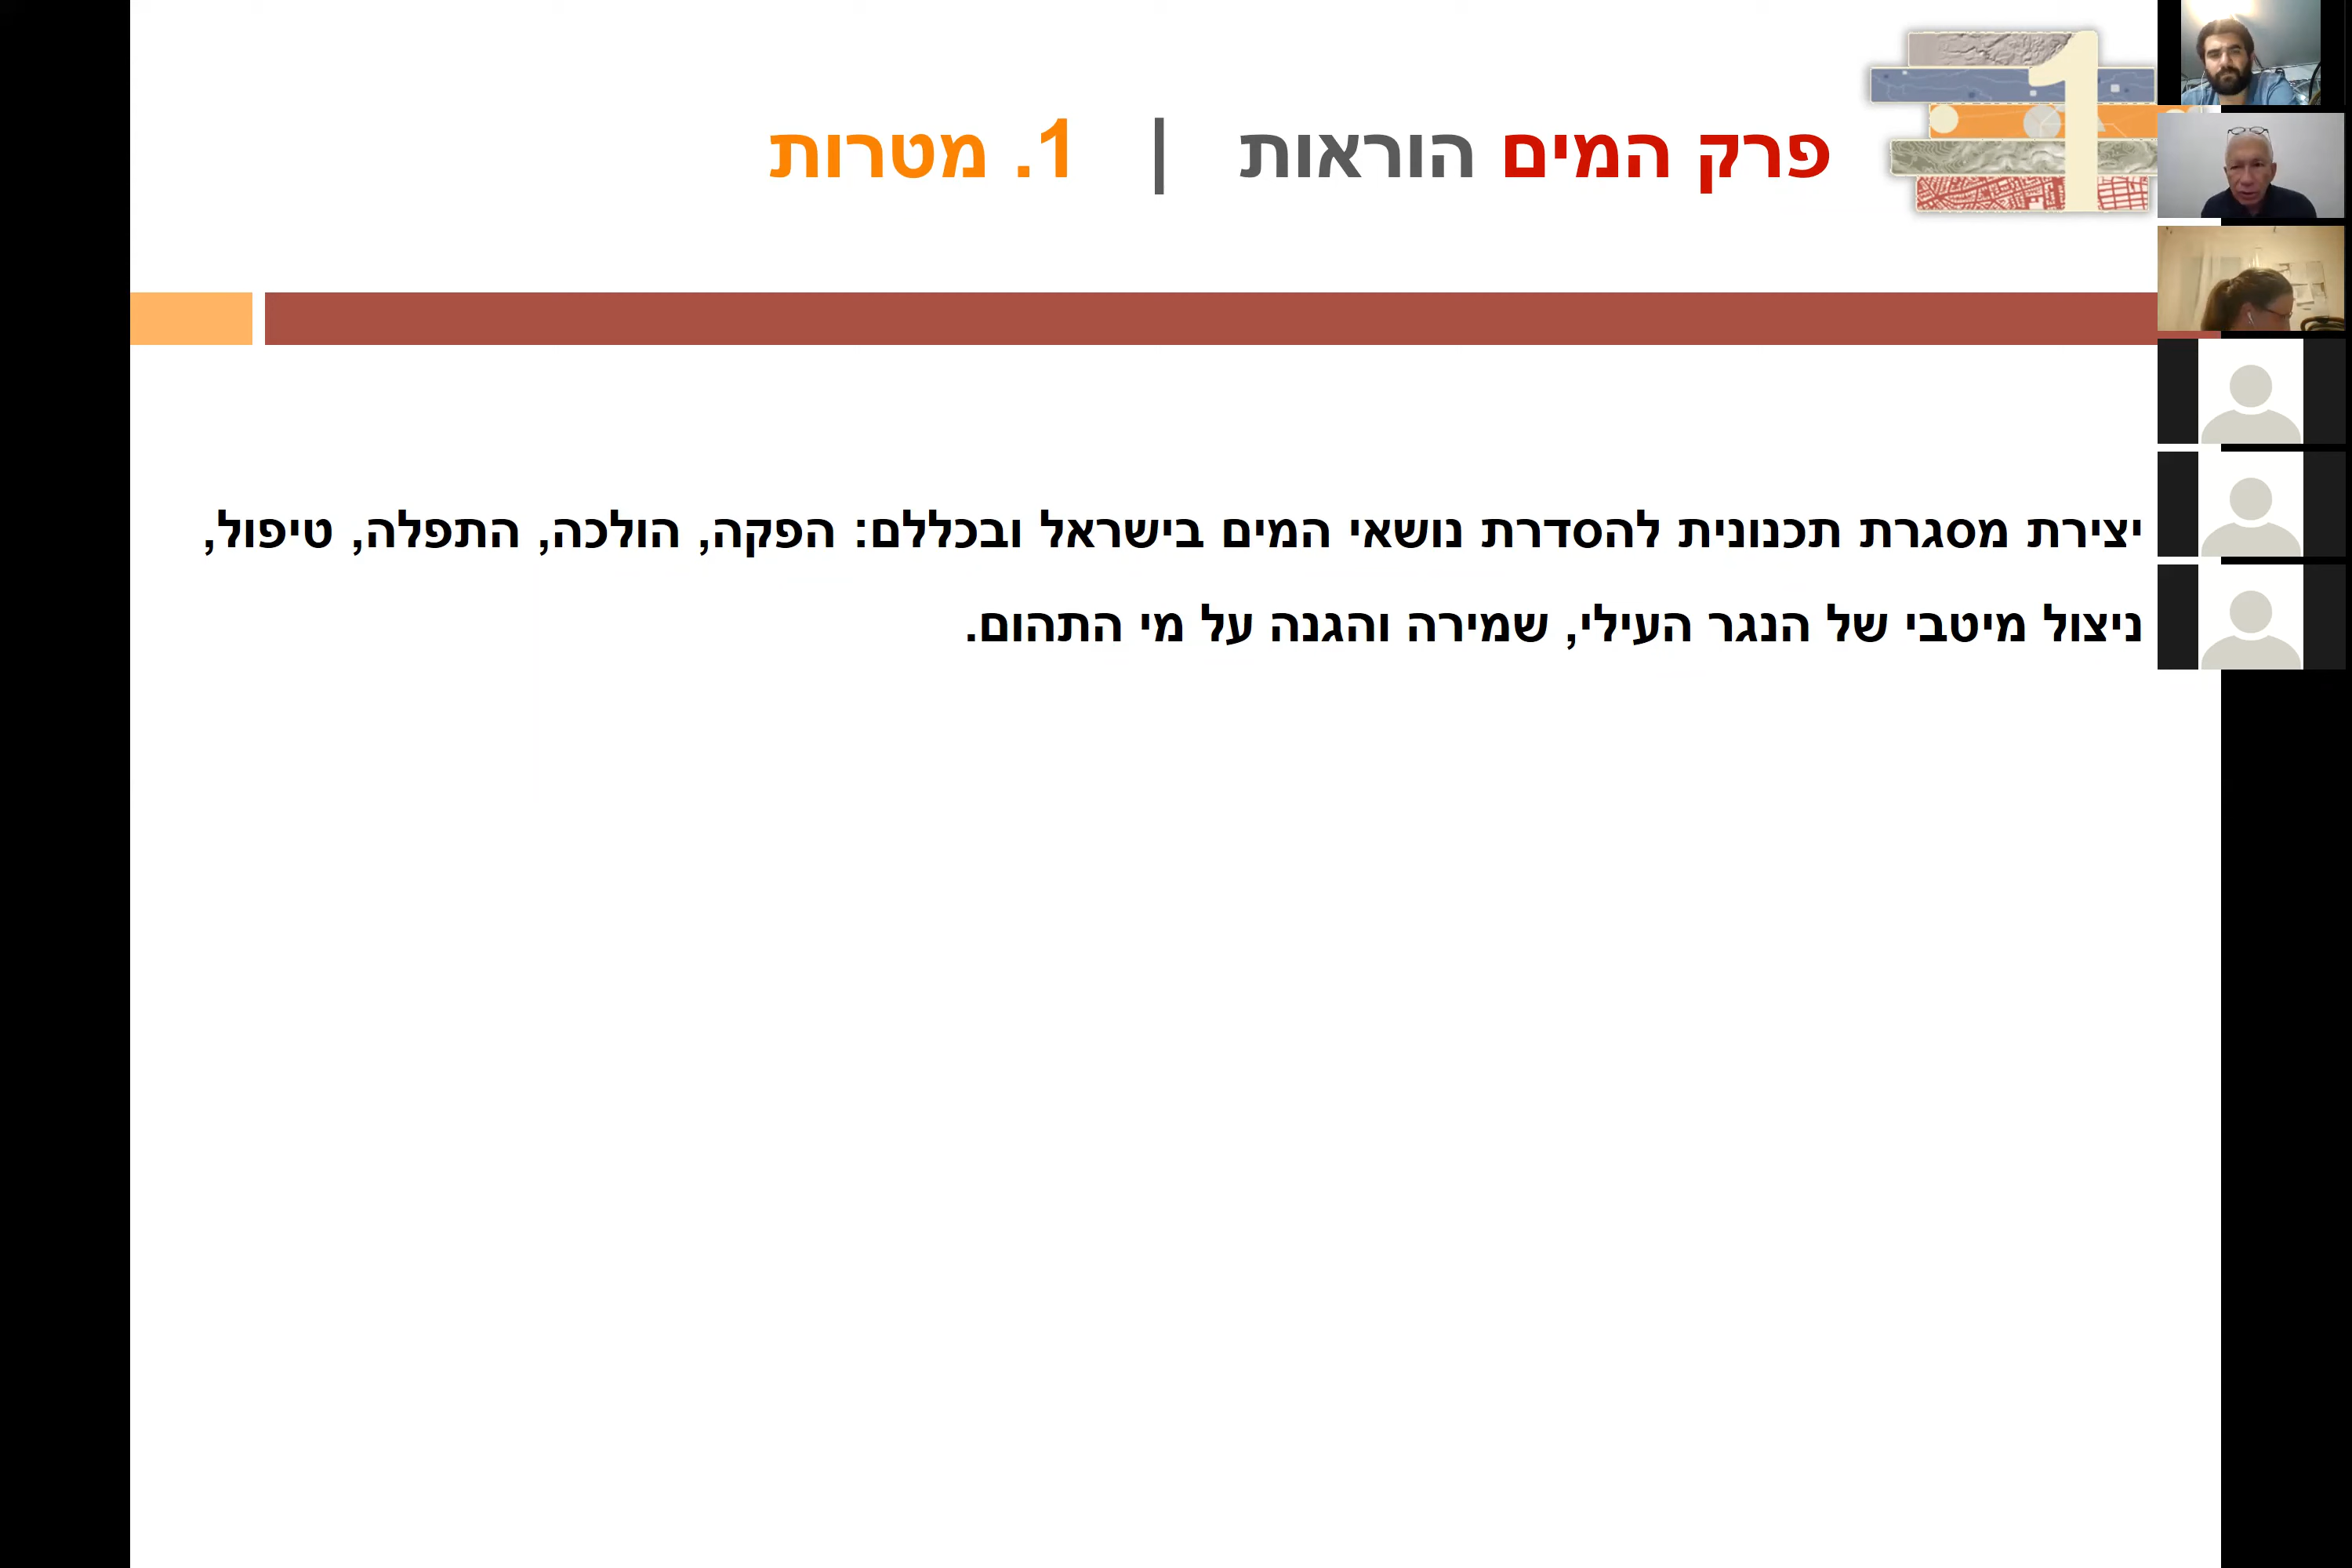 פרק המים הוראות | 1. מטרות
1
יצירת מסגרת תכנונית להסדרת נושאי המים בישראל ובכללם: הפקה, הולכה, התפלה, טיפול,
ניצול מיטבי של הנגר העילי, שמירה והגנה על מי התהום.